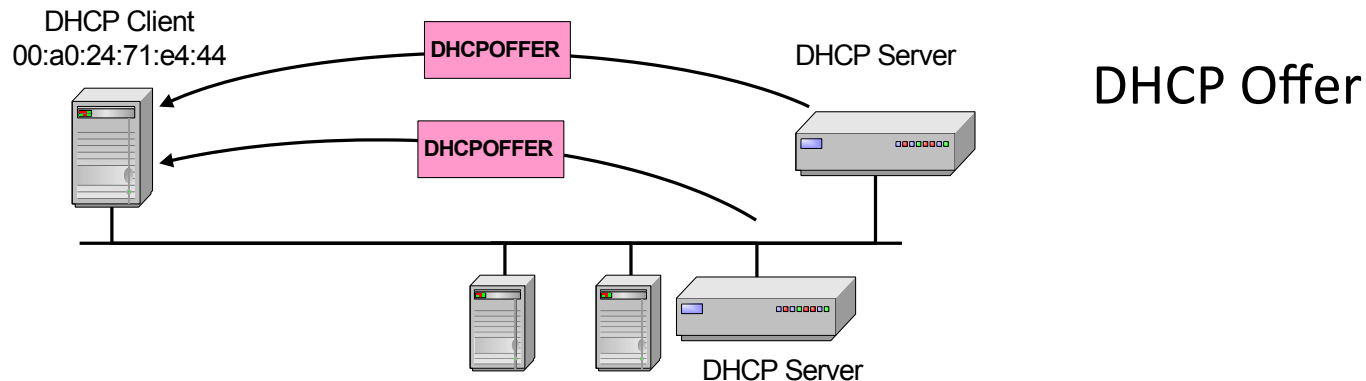 DHCP Client
00:a0:24:71:e4:44
DHCPOFFER
DHCP Server
DHCP Offer
DHCPOFFER
DHCP Server